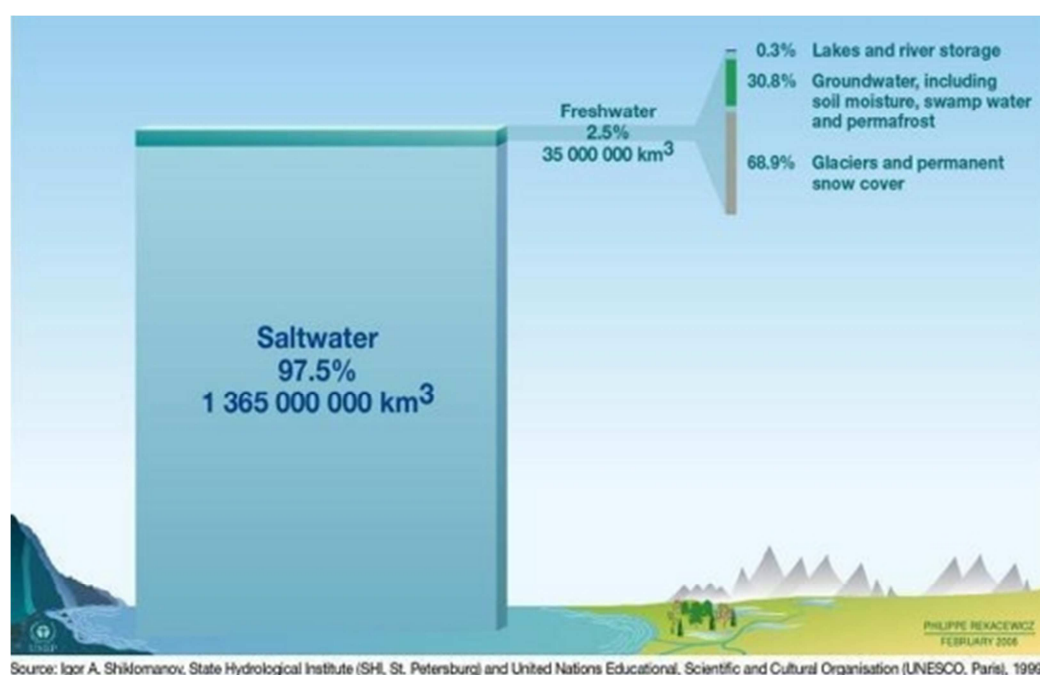 0.3% Lakes and river storage
30.8% Groundwater, including
soil moisture, swamp water
and permafrost
Freshwater
2.5%
35 000 000 km³
68.9% Glaciers and permanent
snow cover
Saltwater
97.5%
1 365 000 000 km³
PHILIPPE REKACEWICZ
FEBRUARY 2006
UNEP
Source: Igor A. Shiklomanov, State Hydrological Institute (SHI, St. Petersburg) and United Nations Educational, Scientific and Cultural Organisation (UNESCO, Paris), 1999